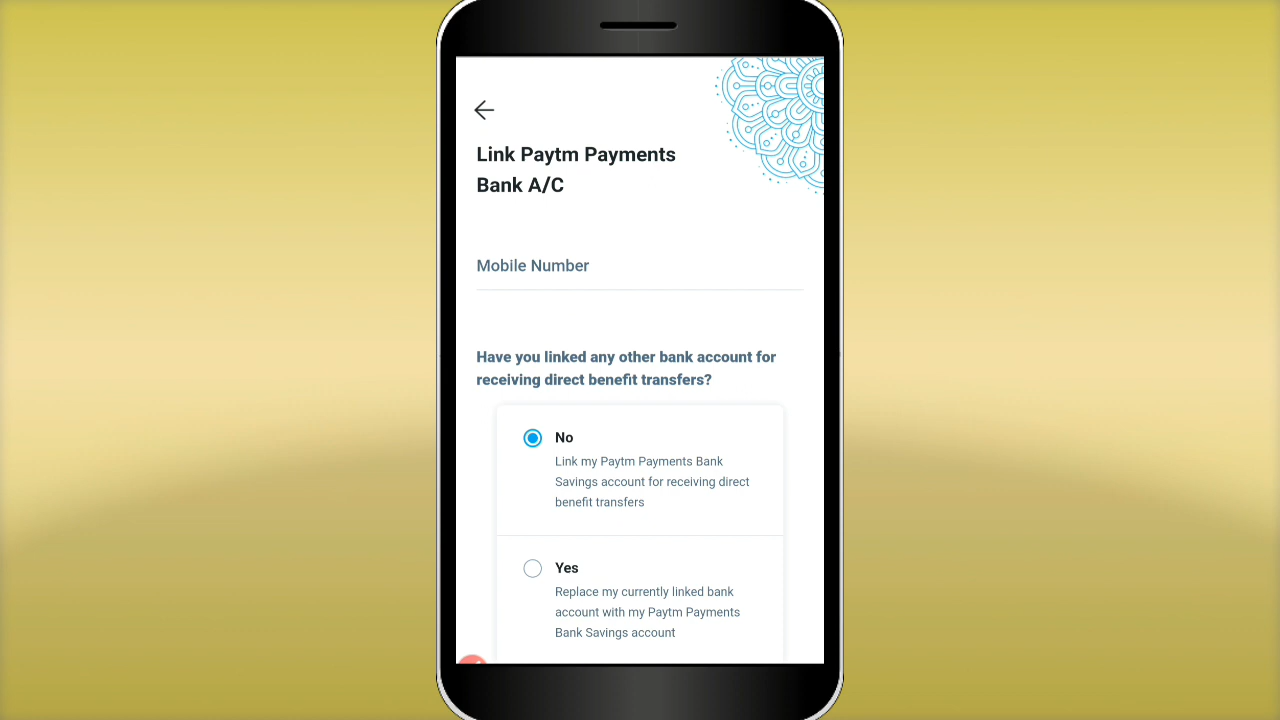 Link Paytm Payments
Bank A/C
Mobile Number
Have you linked any other bank account for
receiving direct benefit transfers?
No
Link my Paytm Payments Bank
Savings account for receiving direct
benefit transfers
Yes
Replace my currently linked bank
account with my Paytm Payments
Bank Savings account